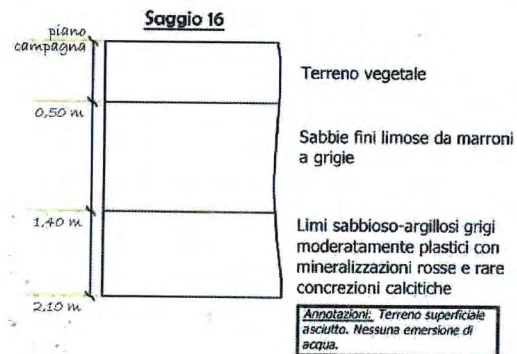 Saggio 16
piano
campagna
Terreno vegetale
0,50 m
Sabbie fini limose da marroni
a grigie
1,40 m
Limi sabbioso-argillosi grigi
moderatamente plastici con
mineralizzazioni rosse e rare
concrezioni calcitiche
2,10 m
Annotazioni: Terreno superficiale
asciutto. Nessuna emersione di
acqua.